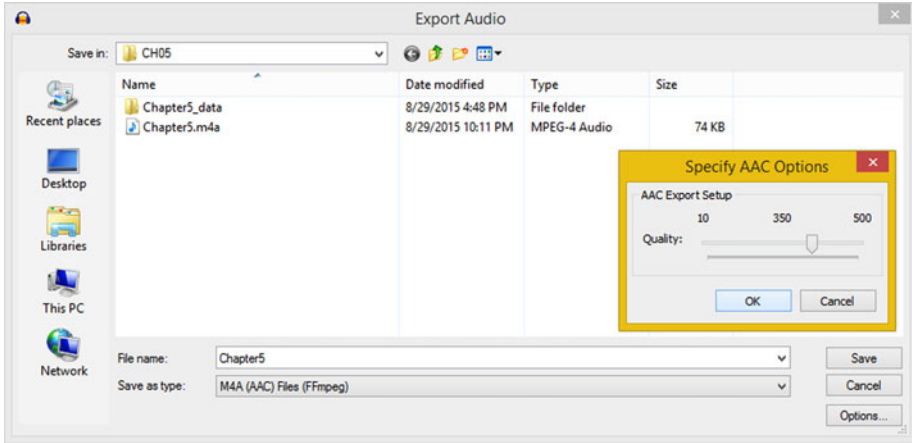 Export Audio
Save in: CH05
Name Date modified Type Size
Chapter5_data 8/29/2015 4:48 PM File folder
Chapter5.m4a 8/29/2015 10:11 PM MPEG-4 Audio 74 KB
Recent places
Desktop
Libraries
This PC
Network
Specify AAC Options
AAC Export Setup
10 350 500
Quality:
OK Cancel
File name: Chapter5 Save
Save as type: M4A (AAC) Files (FFmpeg) Cancel
Options...